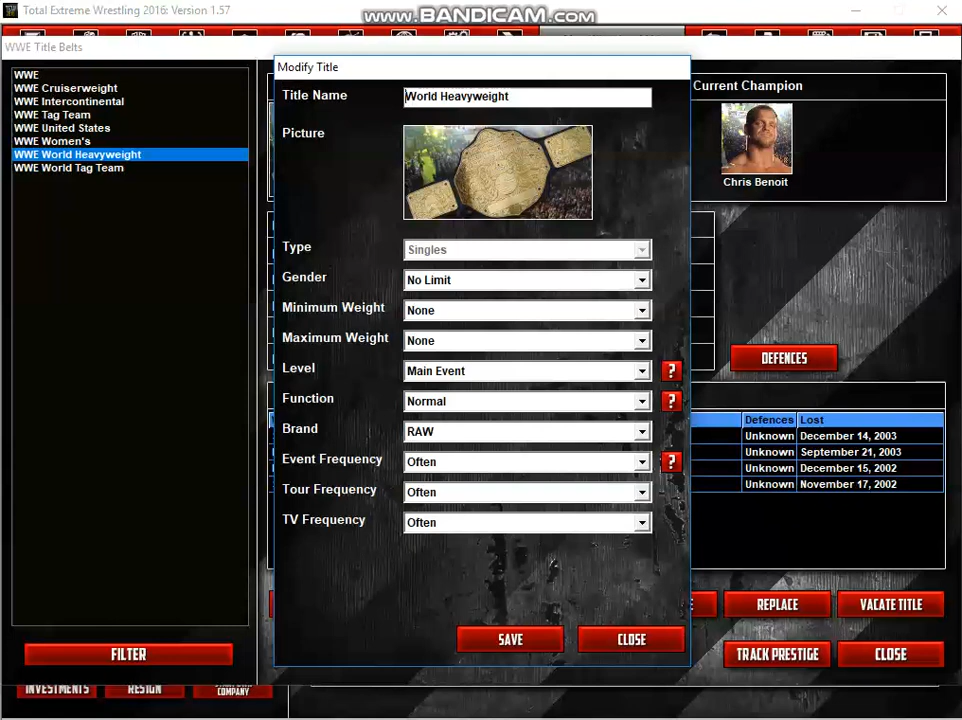 Total Extreme Wrestling 2016: Version 1.57
www.BANDICAM.com
WWE Title Belts
WWE
WWE Cruiserweight
WWE Intercontinental
WWE Tag Team
WWE United States
WWE Women's
WWE World Heavyweight
WWE World Tag Team
FILTER
Modify Title
Title Name World Heavyweight
Picture
Type Singles
Gender No Limit
Minimum Weight None
Maximum Weight None
Level Main Event ?
Function Normal ?
Brand RAW
Event Frequency Often ?
Tour Frequency Often
TV Frequency Often
SAVE CLOSE
Current Champion
Chris Benoit
DEFENCES
Defences Lost
Unknown December 14, 2003
Unknown September 21, 2003
Unknown December 15, 2002
Unknown November 17, 2002
REPLACE VACATE TITLE
TRACK PRESTIGE CLOSE
INVESTMENTS RESIGN
COMPANY